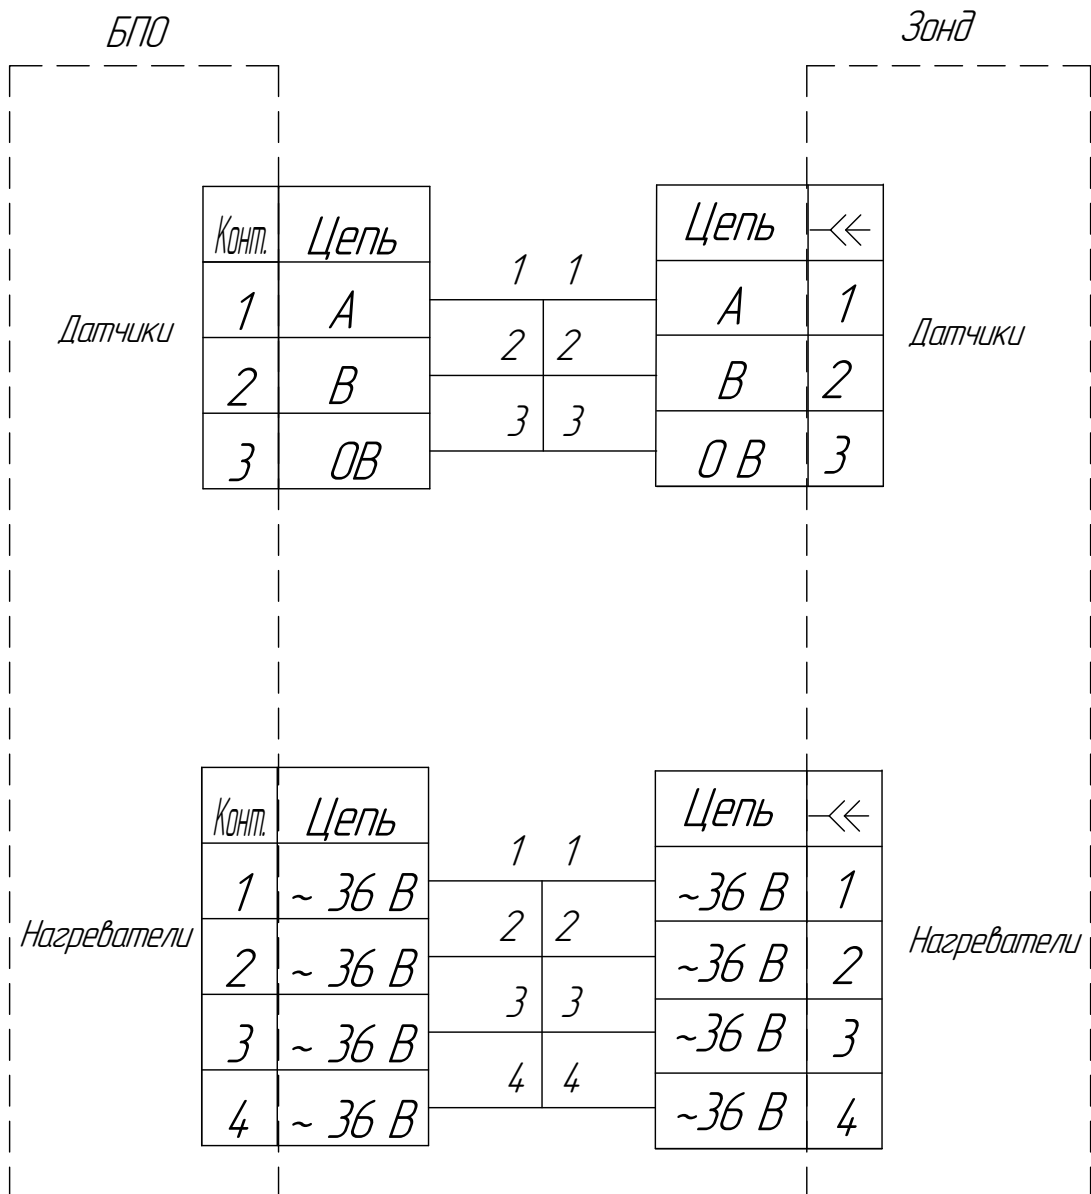 БПО Зонд
Конт. Цепь 1 1 Цепь
Датчики 1 А А 1 Датчики
2 2
2 В В 2
3 3
3 0В 0 В 3
Конт. Цепь 1 1 Цепь
1 ~ 36 В ~36 В 1
Нагреватели 2 2 Нагреватели
2 ~ 36 В ~36 В 2
3 3
3 ~ 36 В ~36 В 3
4 4
4 ~ 36 В ~36 В 4